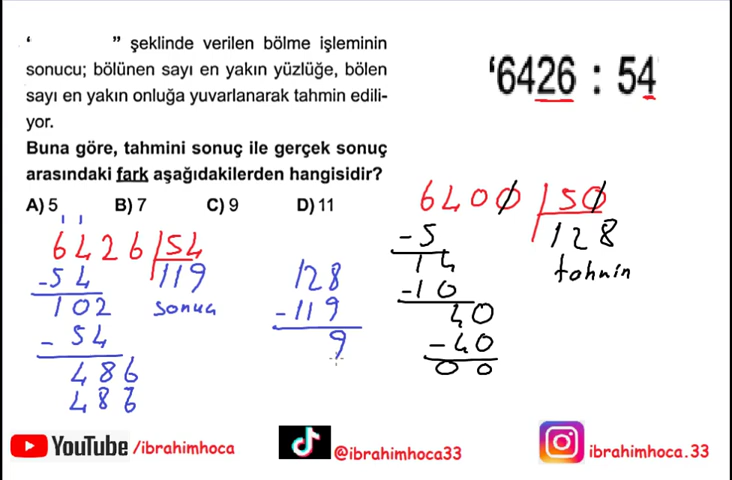 ‘ ” şeklinde verilen bölme işleminin
sonucu; bölünen sayı en yakın yüzlüğe, bölen
sayı en yakın onluğa yuvarlanarak tahmin edili-
yor.
Buna göre, tahmini sonuç ile gerçek sonuç
arasındaki fark aşağıdakilerden hangisidir?
A) 5 B) 7 C) 9 D) 11
‘6426 : 54
6426 54
-54 119
102 sonuç
-54
486
486
128
-119
9
6400 50
-5 128
14 tahmin
-10
40
-40
00
YouTube /ibrahimhoca
@ibrahimhoca33
ibrahimhoca.33